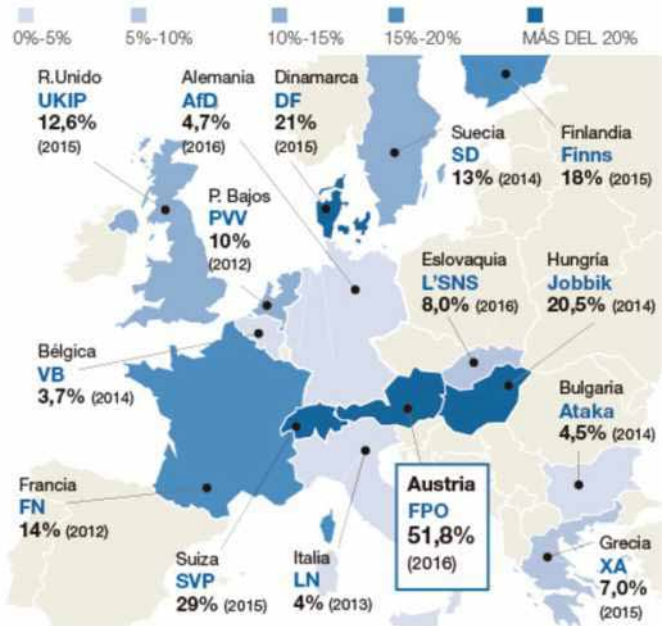 0%-5%
5%-10%
10%-15%
15%-20%
MÁS DEL 20%
R.Unido
UKIP
12,6%
(2015)
Alemania
AfD
4,7%
(2016)
Dinamarca
DF
21%
(2015)
Suecia
SD
13% (2014)
Finlandia
Finns
18% (2015)
P. Bajos
PVV
10%
(2012)
Eslovaquia
L'SNS
8,0% (2016)
Hungría
Jobbik
20,5% (2014)
Bélgica
VB
3,7% (2014)
Bulgaria
Ataka
4,5% (2014)
Francia
FN
14% (2012)
Suiza
SVP
29% (2015)
Italia
LN
4% (2013)
Austria
FPO
51,8%
(2016)
Grecia
XA
7,0%
(2015)